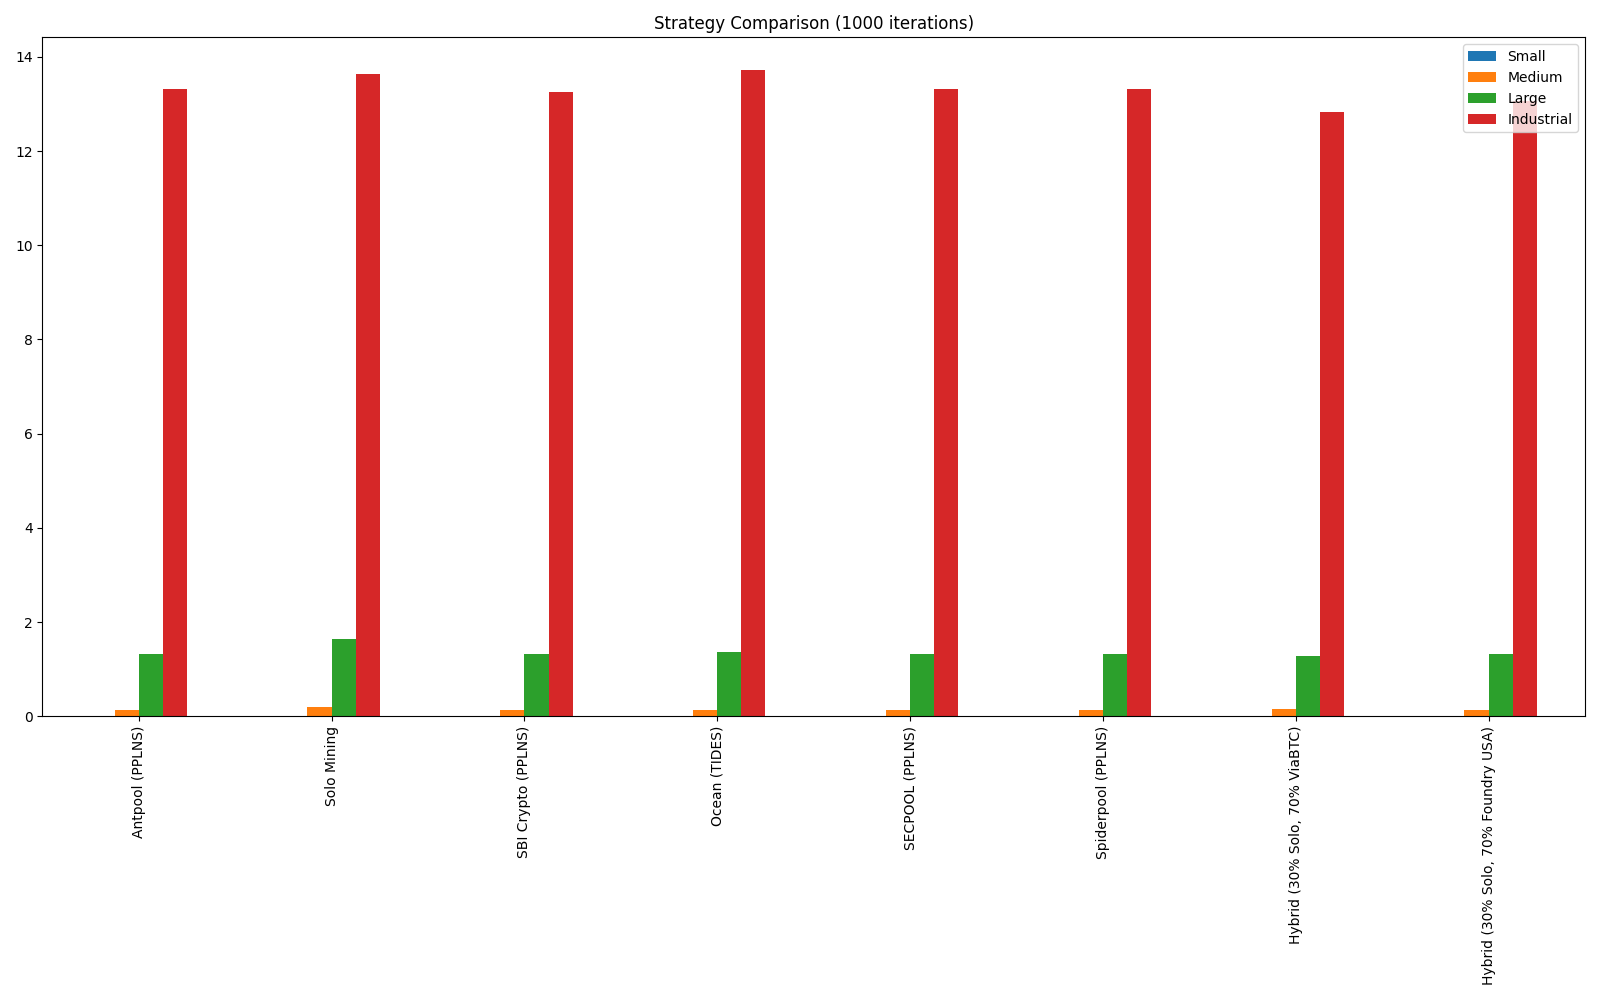 Strategy Comparison (1000 iterations)
14
12
10
8
6
4
2
0
Small
Medium
Large
Industrial
Antpool (PPLNS)
Solo Mining
SBI Crypto (PPLNS)
Ocean (TIDES)
SECPOOL (PPLNS)
Spiderpool (PPLNS)
Hybrid (30% Solo, 70% ViaBTC)
Hybrid (30% Solo, 70% Foundry USA)